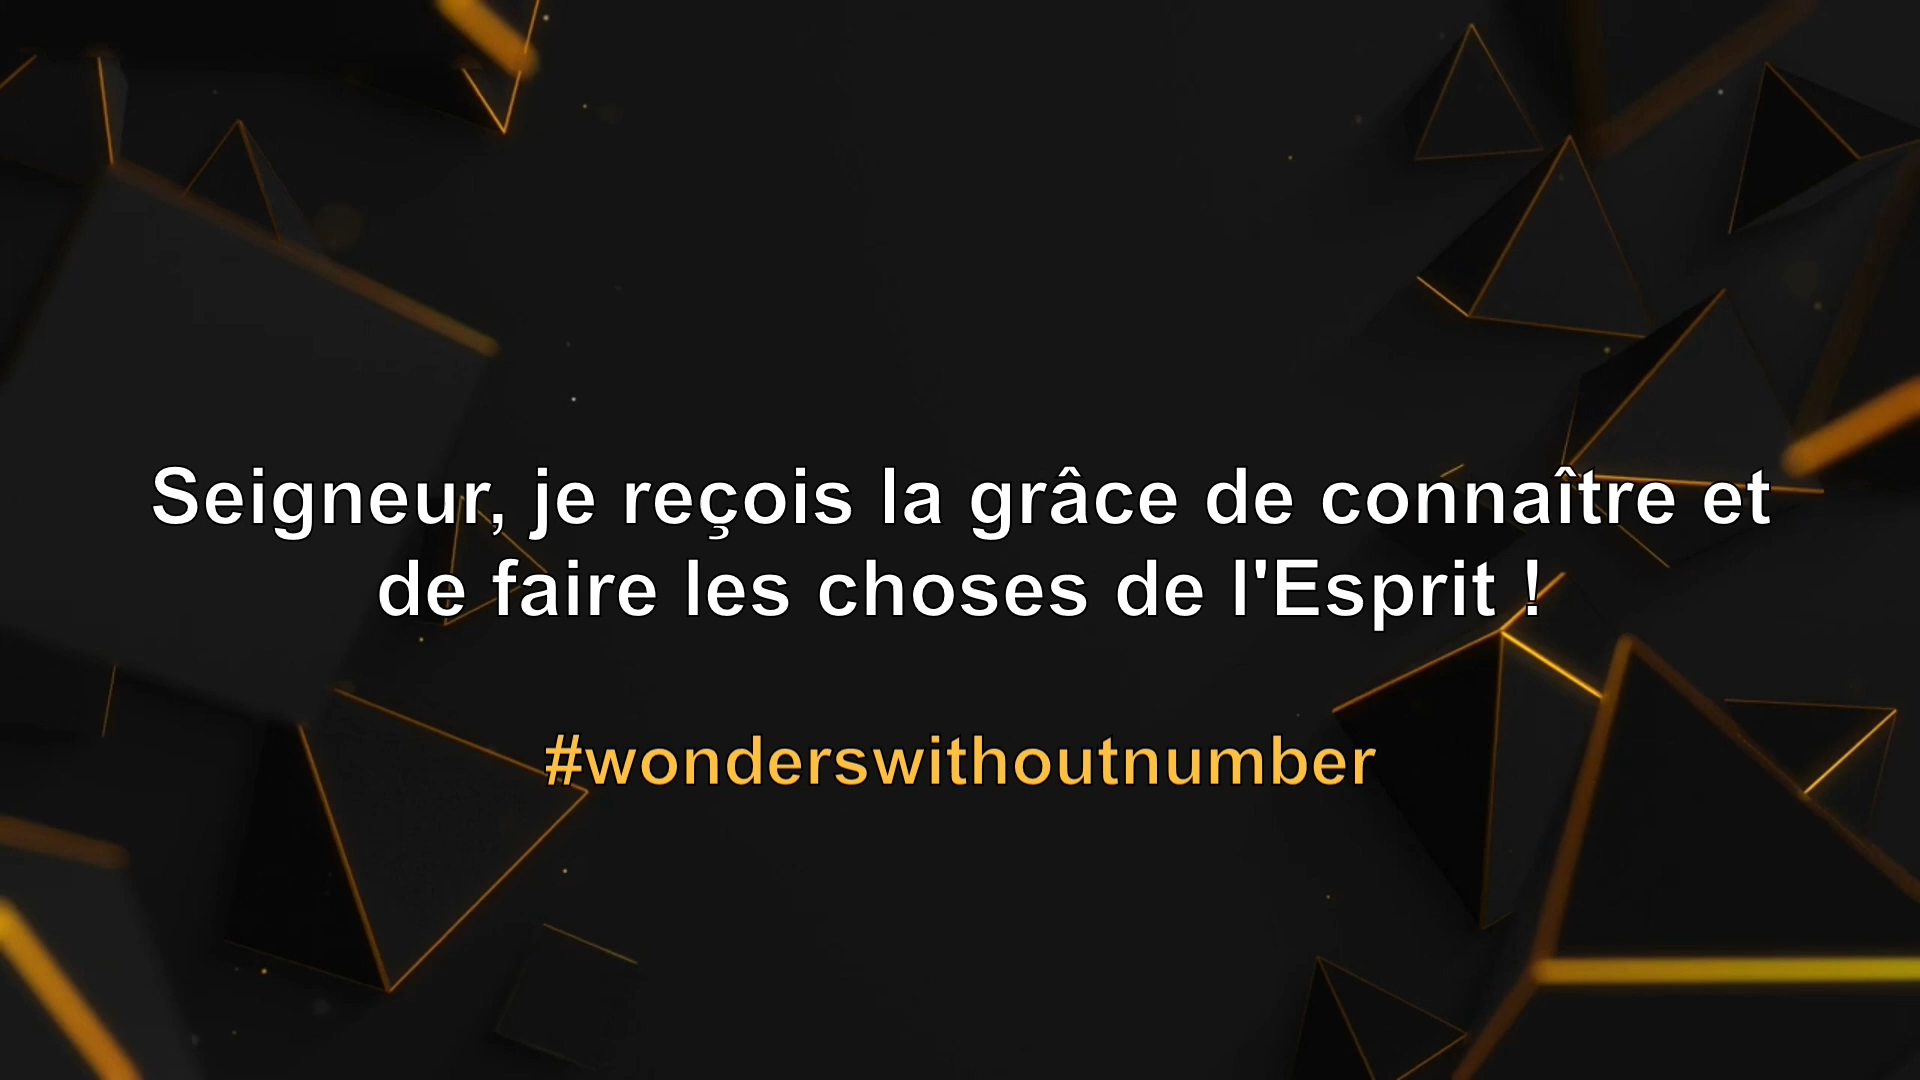 Seigneur, je reçois la grâce de connaître et
de faire les choses de l'Esprit !
#wonderswithoutnumber